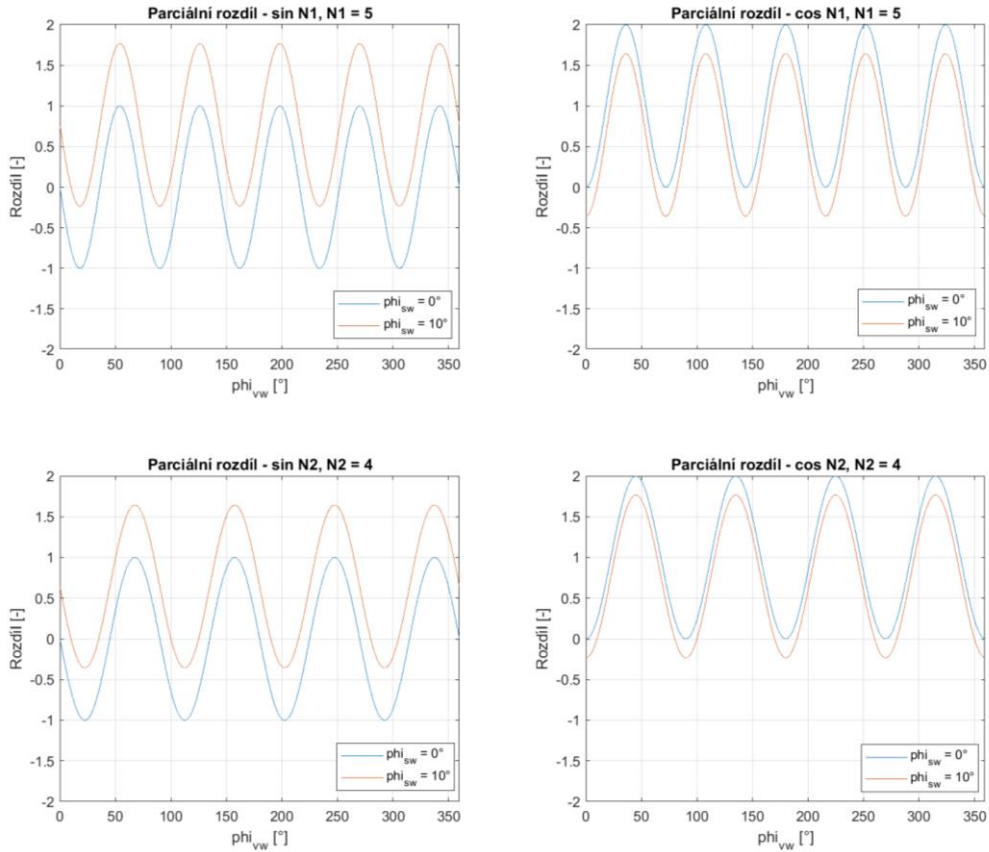 Parciální rozdíl - sin N1, N1 = 5
2
1.5
1
0.5
0
-0.5
-1
-1.5
-2
Rozdíl [-]
0 50 100 150 200 250 300 350
phi_vw [°]
phi_sw = 0°
phi_sw = 10°
Parciální rozdíl - cos N1, N1 = 5
2
1.5
1
0.5
0
-0.5
-1
-1.5
-2
Rozdíl [-]
0 50 100 150 200 250 300 350
phi_vw [°]
phi_sw = 0°
phi_sw = 10°
Parciální rozdíl - sin N2, N2 = 4
2
1.5
1
0.5
0
-0.5
-1
-1.5
-2
Rozdíl [-]
0 50 100 150 200 250 300 350
phi_vw [°]
phi_sw = 0°
phi_sw = 10°
Parciální rozdíl - cos N2, N2 = 4
2
1.5
1
0.5
0
-0.5
-1
-1.5
-2
Rozdíl [-]
0 50 100 150 200 250 300 350
phi_vw [°]
phi_sw = 0°
phi_sw = 10°